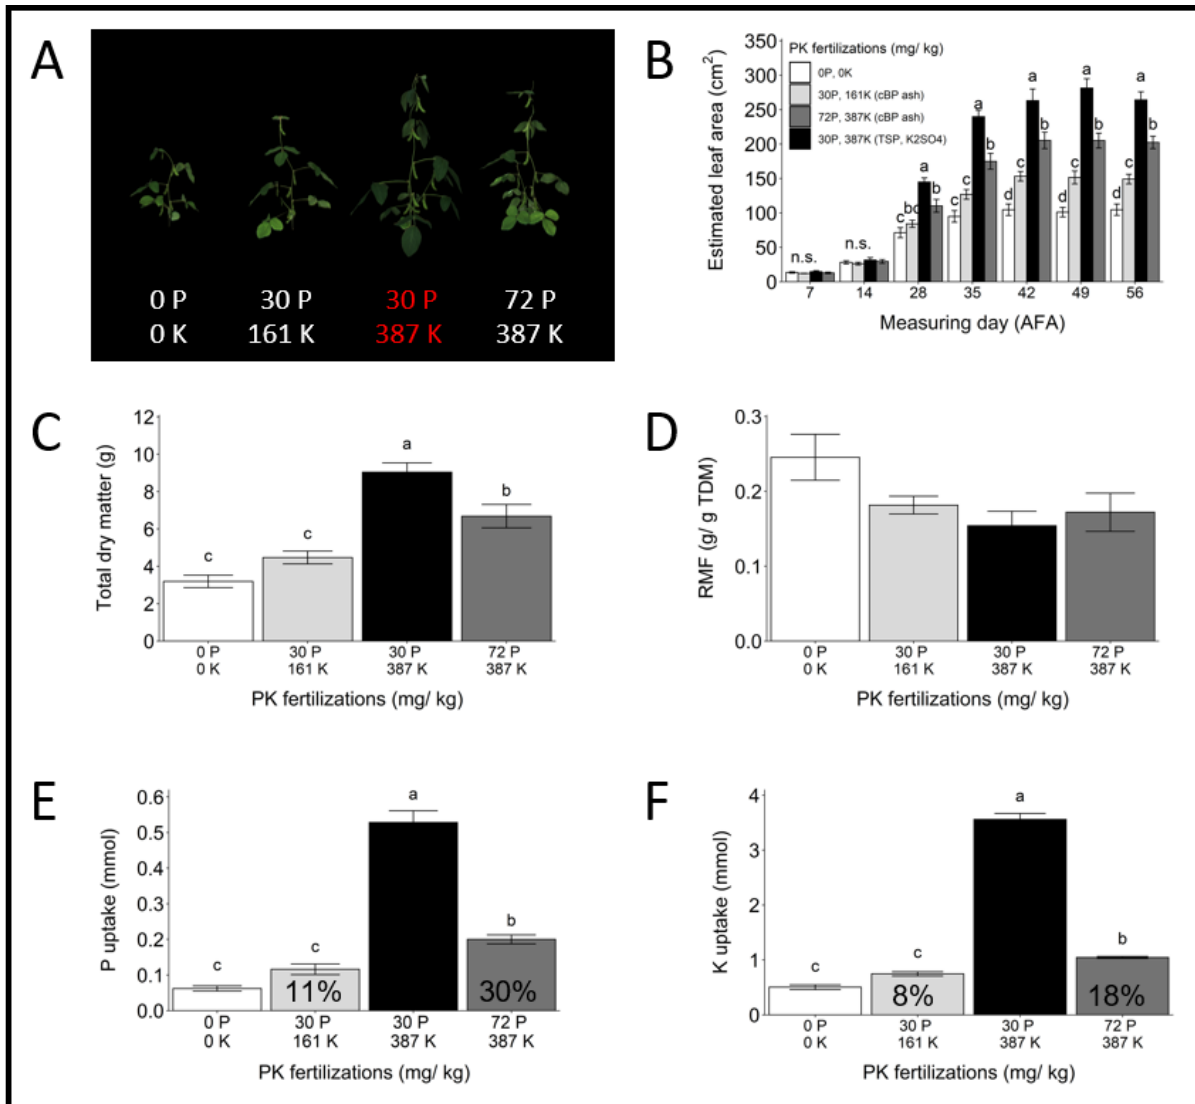 A
0 P
30 P
30 P
72 P
0 K
161 K
387 K
387 K
B
PK fertilizations (mg/ kg)
0P, 0K
30P, 161K (cBP ash)
72P, 387K (cBP ash)
30P, 387K (TSP, K2SO4)
Estimated leaf area (cm2)
350
300
250
200
150
100
50
0
n.s.
n.s.
c
bc
a
b
c
c
a
b
d
c
a
b
d
c
a
b
d
c
a
b
7
14
28
35
42
49
56
Measuring day (AFA)
C
Total dry matter (g)
12
10
8
6
4
2
0
c
c
a
b
0 P
30 P
30 P
72 P
0 K
161 K
387 K
387 K
PK fertilizations (mg/ kg)
D
RMF (g/ g TDM)
0.3
0.2
0.1
0.0
0 P
30 P
30 P
72 P
0 K
161 K
387 K
387 K
PK fertilizations (mg/ kg)
E
P uptake (mmol)
0.6
0.5
0.4
0.3
0.2
0.1
0.0
c
c
a
b
11%
30%
0 P
30 P
30 P
72 P
0 K
161 K
387 K
387 K
PK fertilizations (mg/ kg)
F
K uptake (mmol)
4
3
2
1
0
c
c
a
b
8%
18%
0 P
30 P
30 P
72 P
0 K
161 K
387 K
387 K
PK fertilizations (mg/ kg)